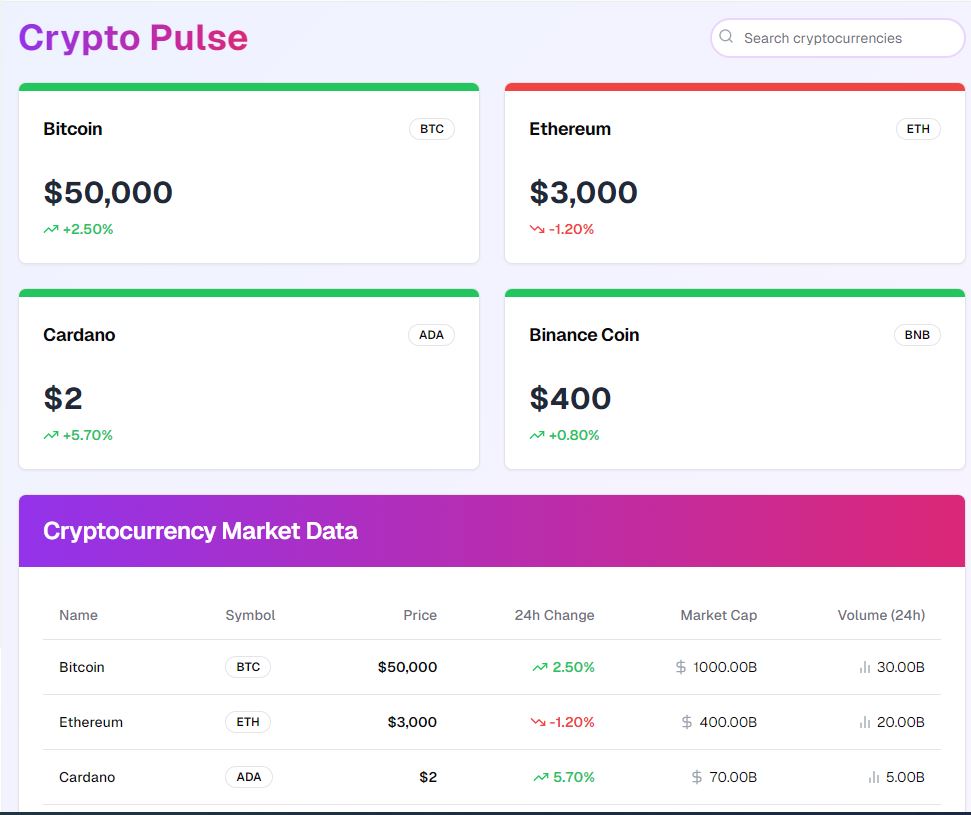 Crypto Pulse
Search cryptocurrencies
Bitcoin BTC
$50,000
+2.50%
Ethereum ETH
$3,000
-1.20%
Cardano ADA
$2
+5.70%
Binance Coin BNB
$400
+0.80%
Cryptocurrency Market Data
Name Symbol Price 24h Change Market Cap Volume (24h)
Bitcoin BTC $50,000 2.50% $ 1000.00B 30.00B
Ethereum ETH $3,000 -1.20% $ 400.00B 20.00B
Cardano ADA $2 5.70% $ 70.00B 5.00B